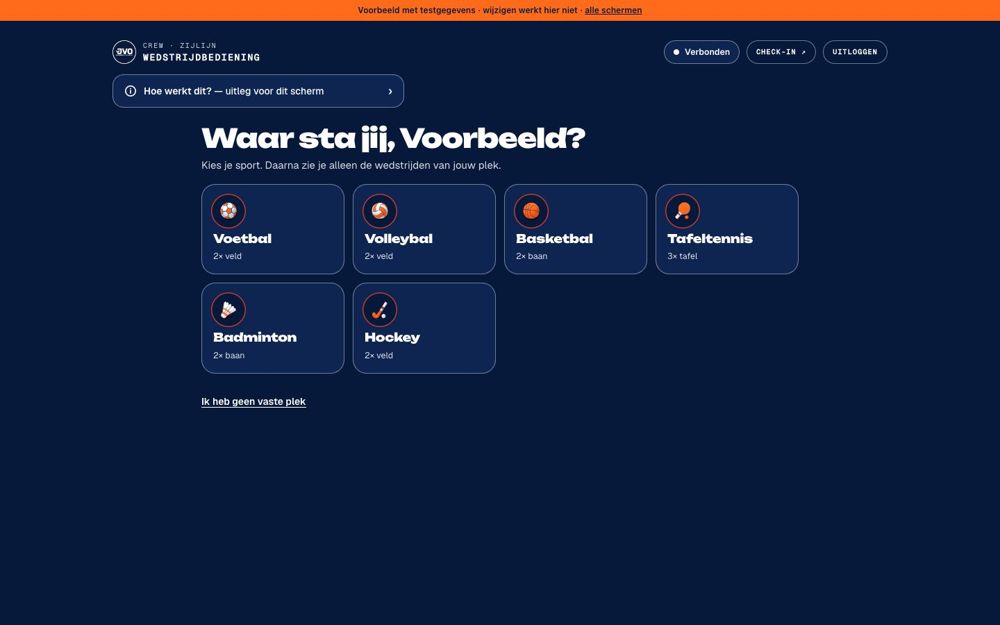 Voorbeeld met testgegevens · wijzigen werkt hier niet · alle schermen
JVO
CREW · ZIJLIJN
WEDSTRIJDBEDIENING
Verbonden
CHECK-IN ↗
UITLOGGEN
Hoe werkt dit? — uitleg voor dit scherm ›
Waar sta jij, Voorbeeld?
Kies je sport. Daarna zie je alleen de wedstrijden van jouw plek.
Voetbal
2× veld
Volleybal
2× veld
Basketbal
2× baan
Tafeltennis
3× tafel
Badminton
2× baan
Hockey
2× veld
Ik heb geen vaste plek